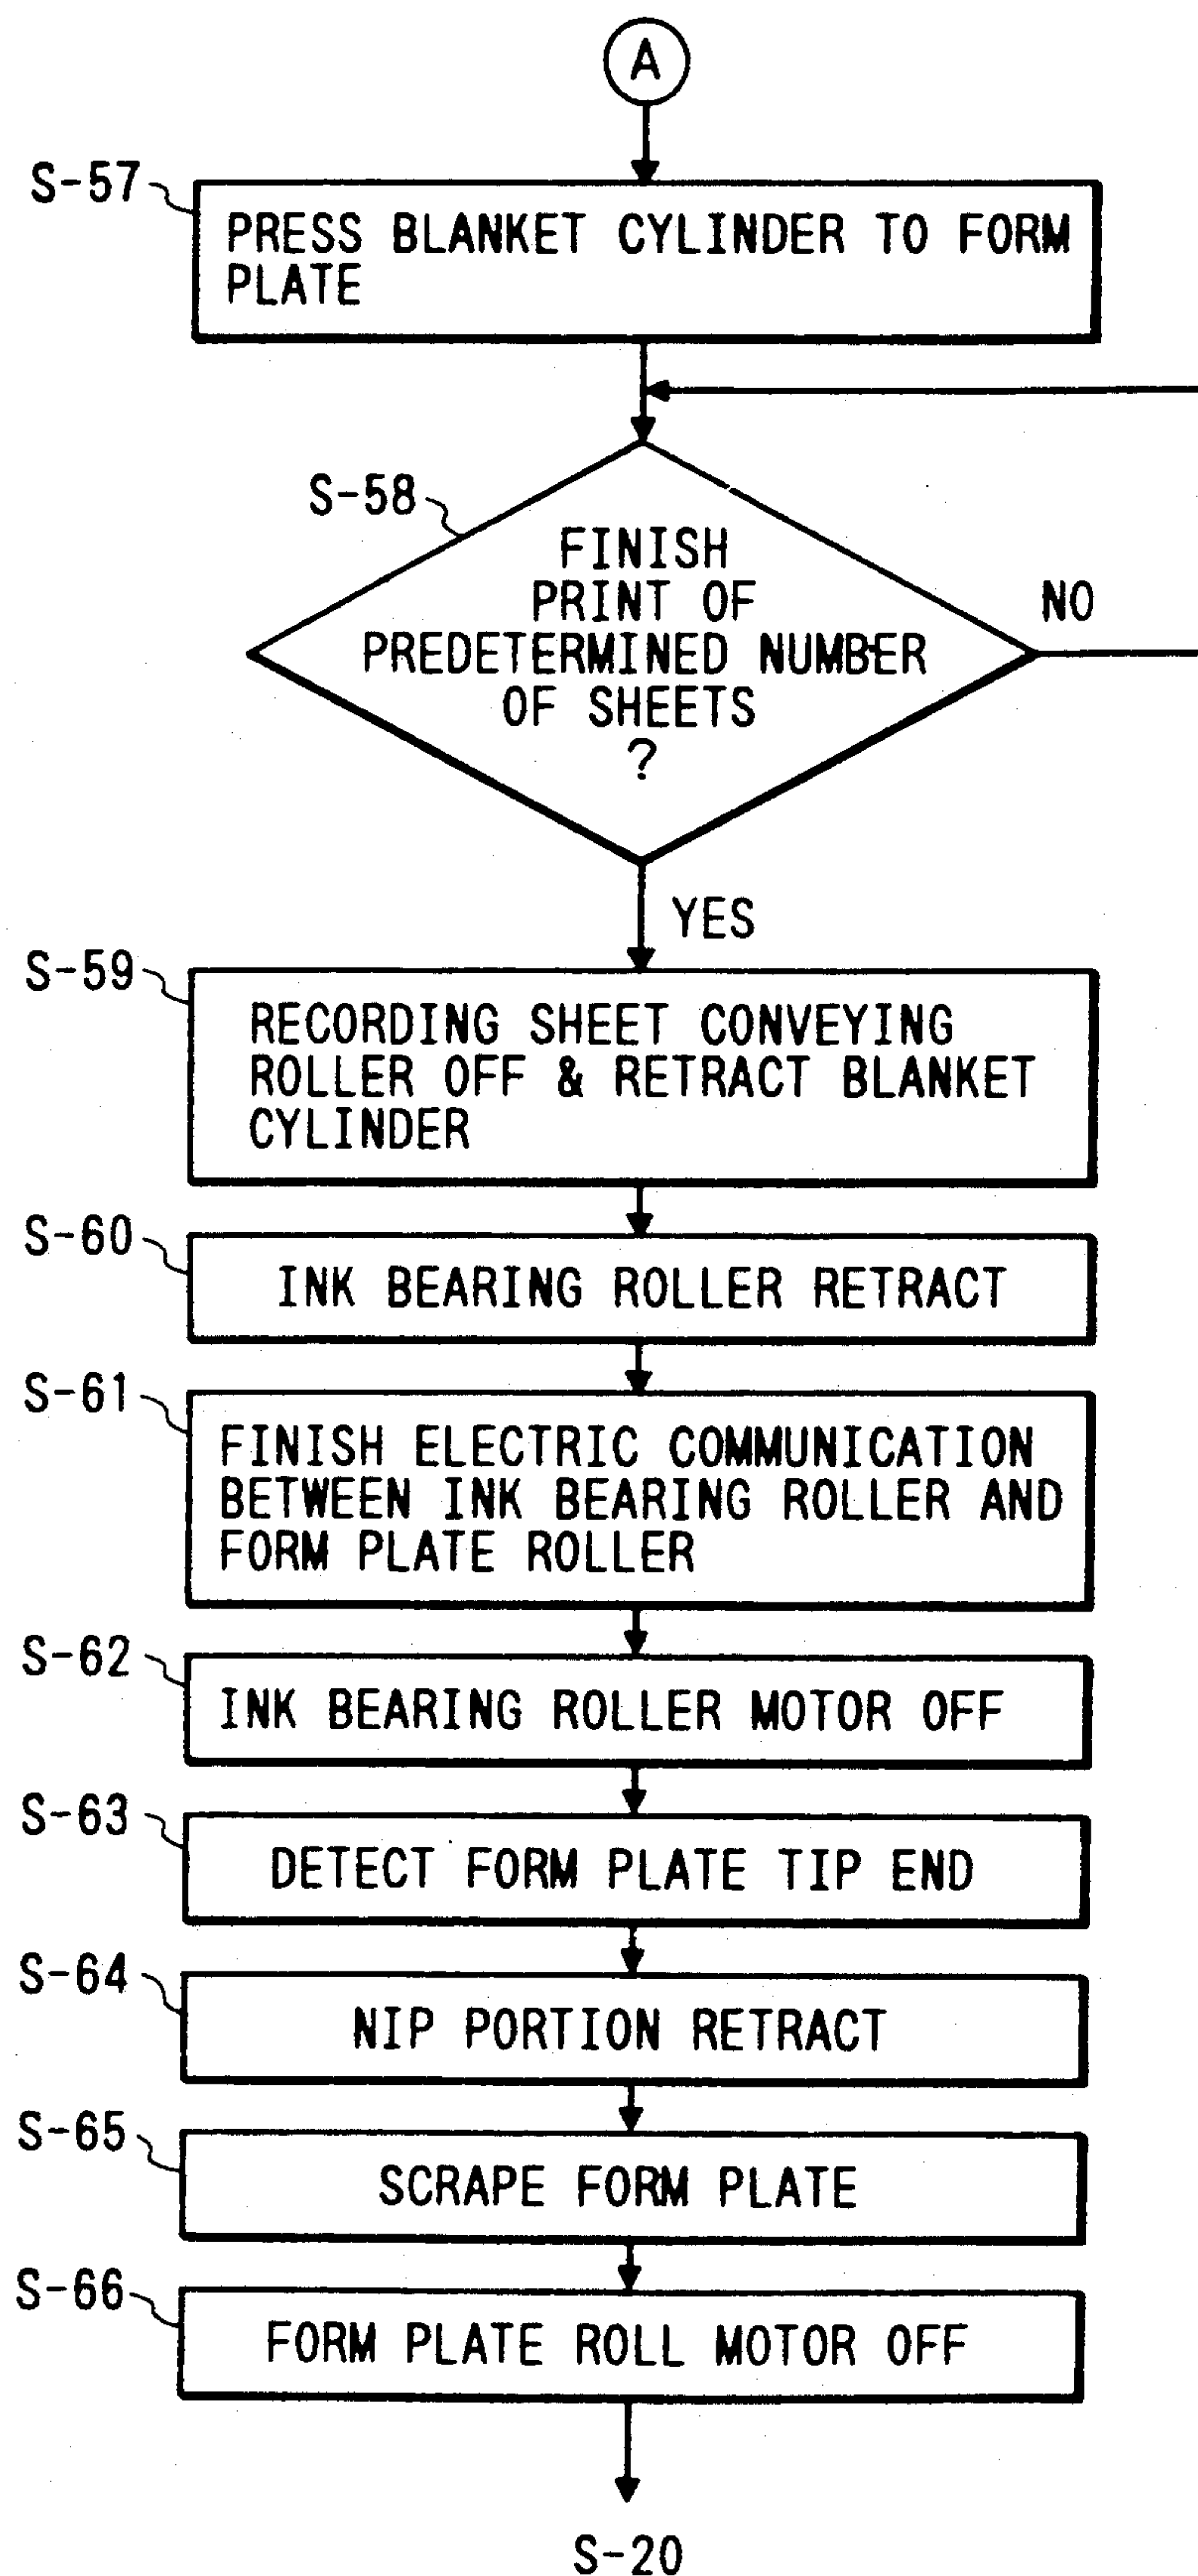 A
S-57
PRESS BLANKET CYLINDER TO FORM
PLATE
S-58
FINISH
PRINT OF
PREDETERMINED NUMBER
OF SHEETS
?
NO
YES
S-59
RECORDING SHEET CONVEYING
ROLLER OFF & RETRACT BLANKET
CYLINDER
S-60
INK BEARING ROLLER RETRACT
S-61
FINISH ELECTRIC COMMUNICATION
BETWEEN INK BEARING ROLLER AND
FORM PLATE ROLLER
S-62
INK BEARING ROLLER MOTOR OFF
S-63
DETECT FORM PLATE TIP END
S-64
NIP PORTION RETRACT
S-65
SCRAPE FORM PLATE
S-66
FORM PLATE ROLL MOTOR OFF
S-20